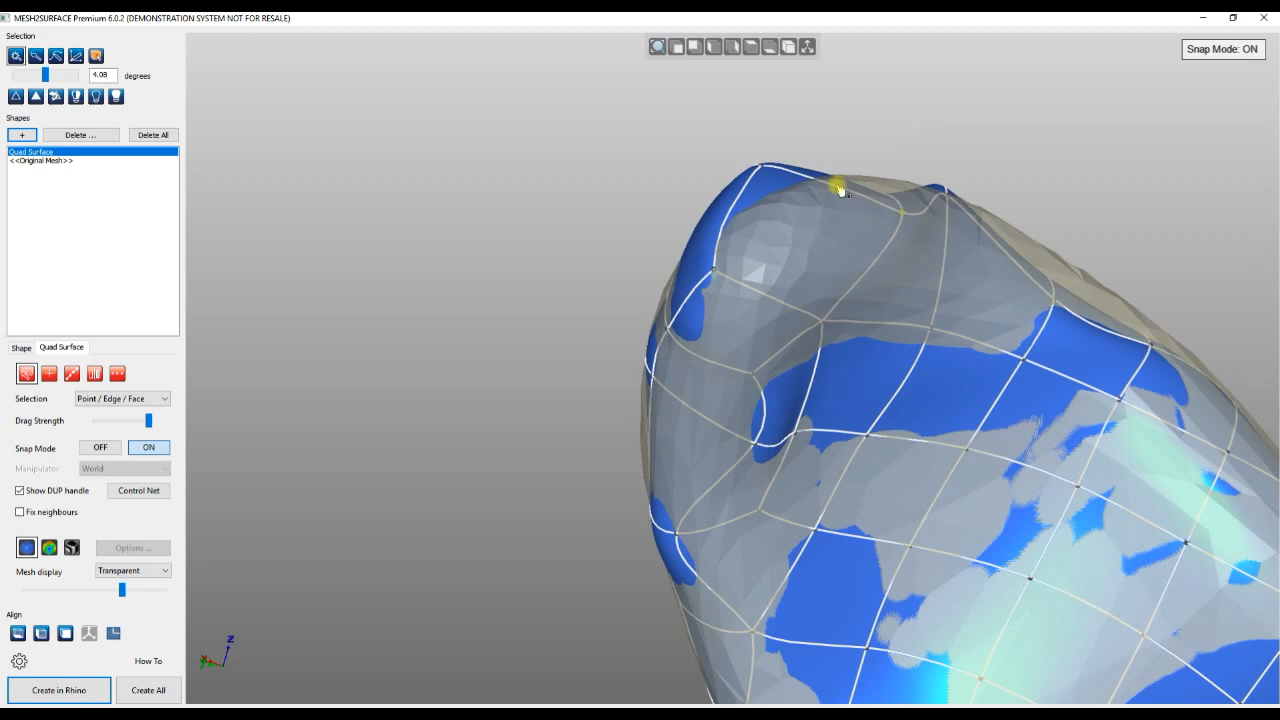 MESH2SURFACE Premium 6.0.2 (DEMONSTRATION SYSTEM NOT FOR RESALE)
Selection
4.08 degrees
Shapes
+ Delete ... Delete All
Quad Surface
<<Original Mesh>>
Shape Quad Surface
Selection Point / Edge / Face
Drag Strength
Snap Mode OFF ON
Manipulator World
Show DUP handle Control Net
Fix neighbours
Options ...
Mesh display Transparent
Align
How To
Create in Rhino Create All
Snap Mode: ON
Z